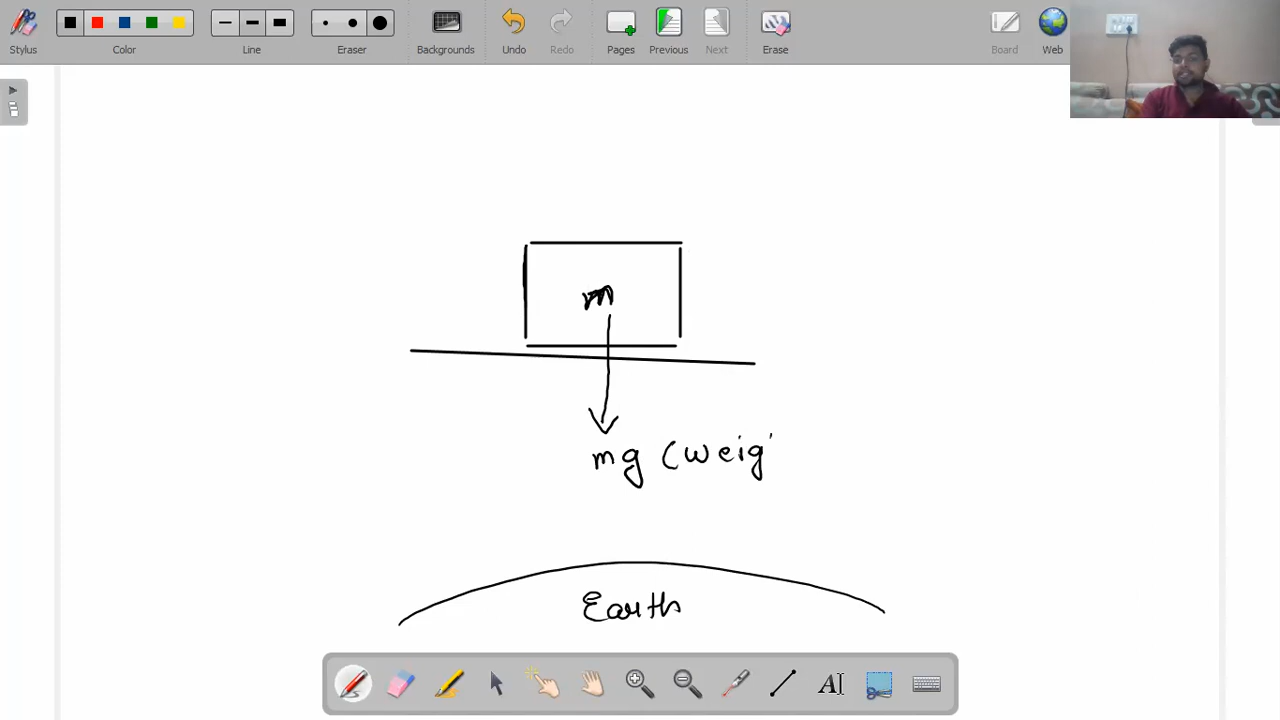 Stylus
Color
Line
Eraser
Backgrounds
Undo
Redo
Pages
Previous
Next
Erase
Board
Web
m
mg (weig
Earth